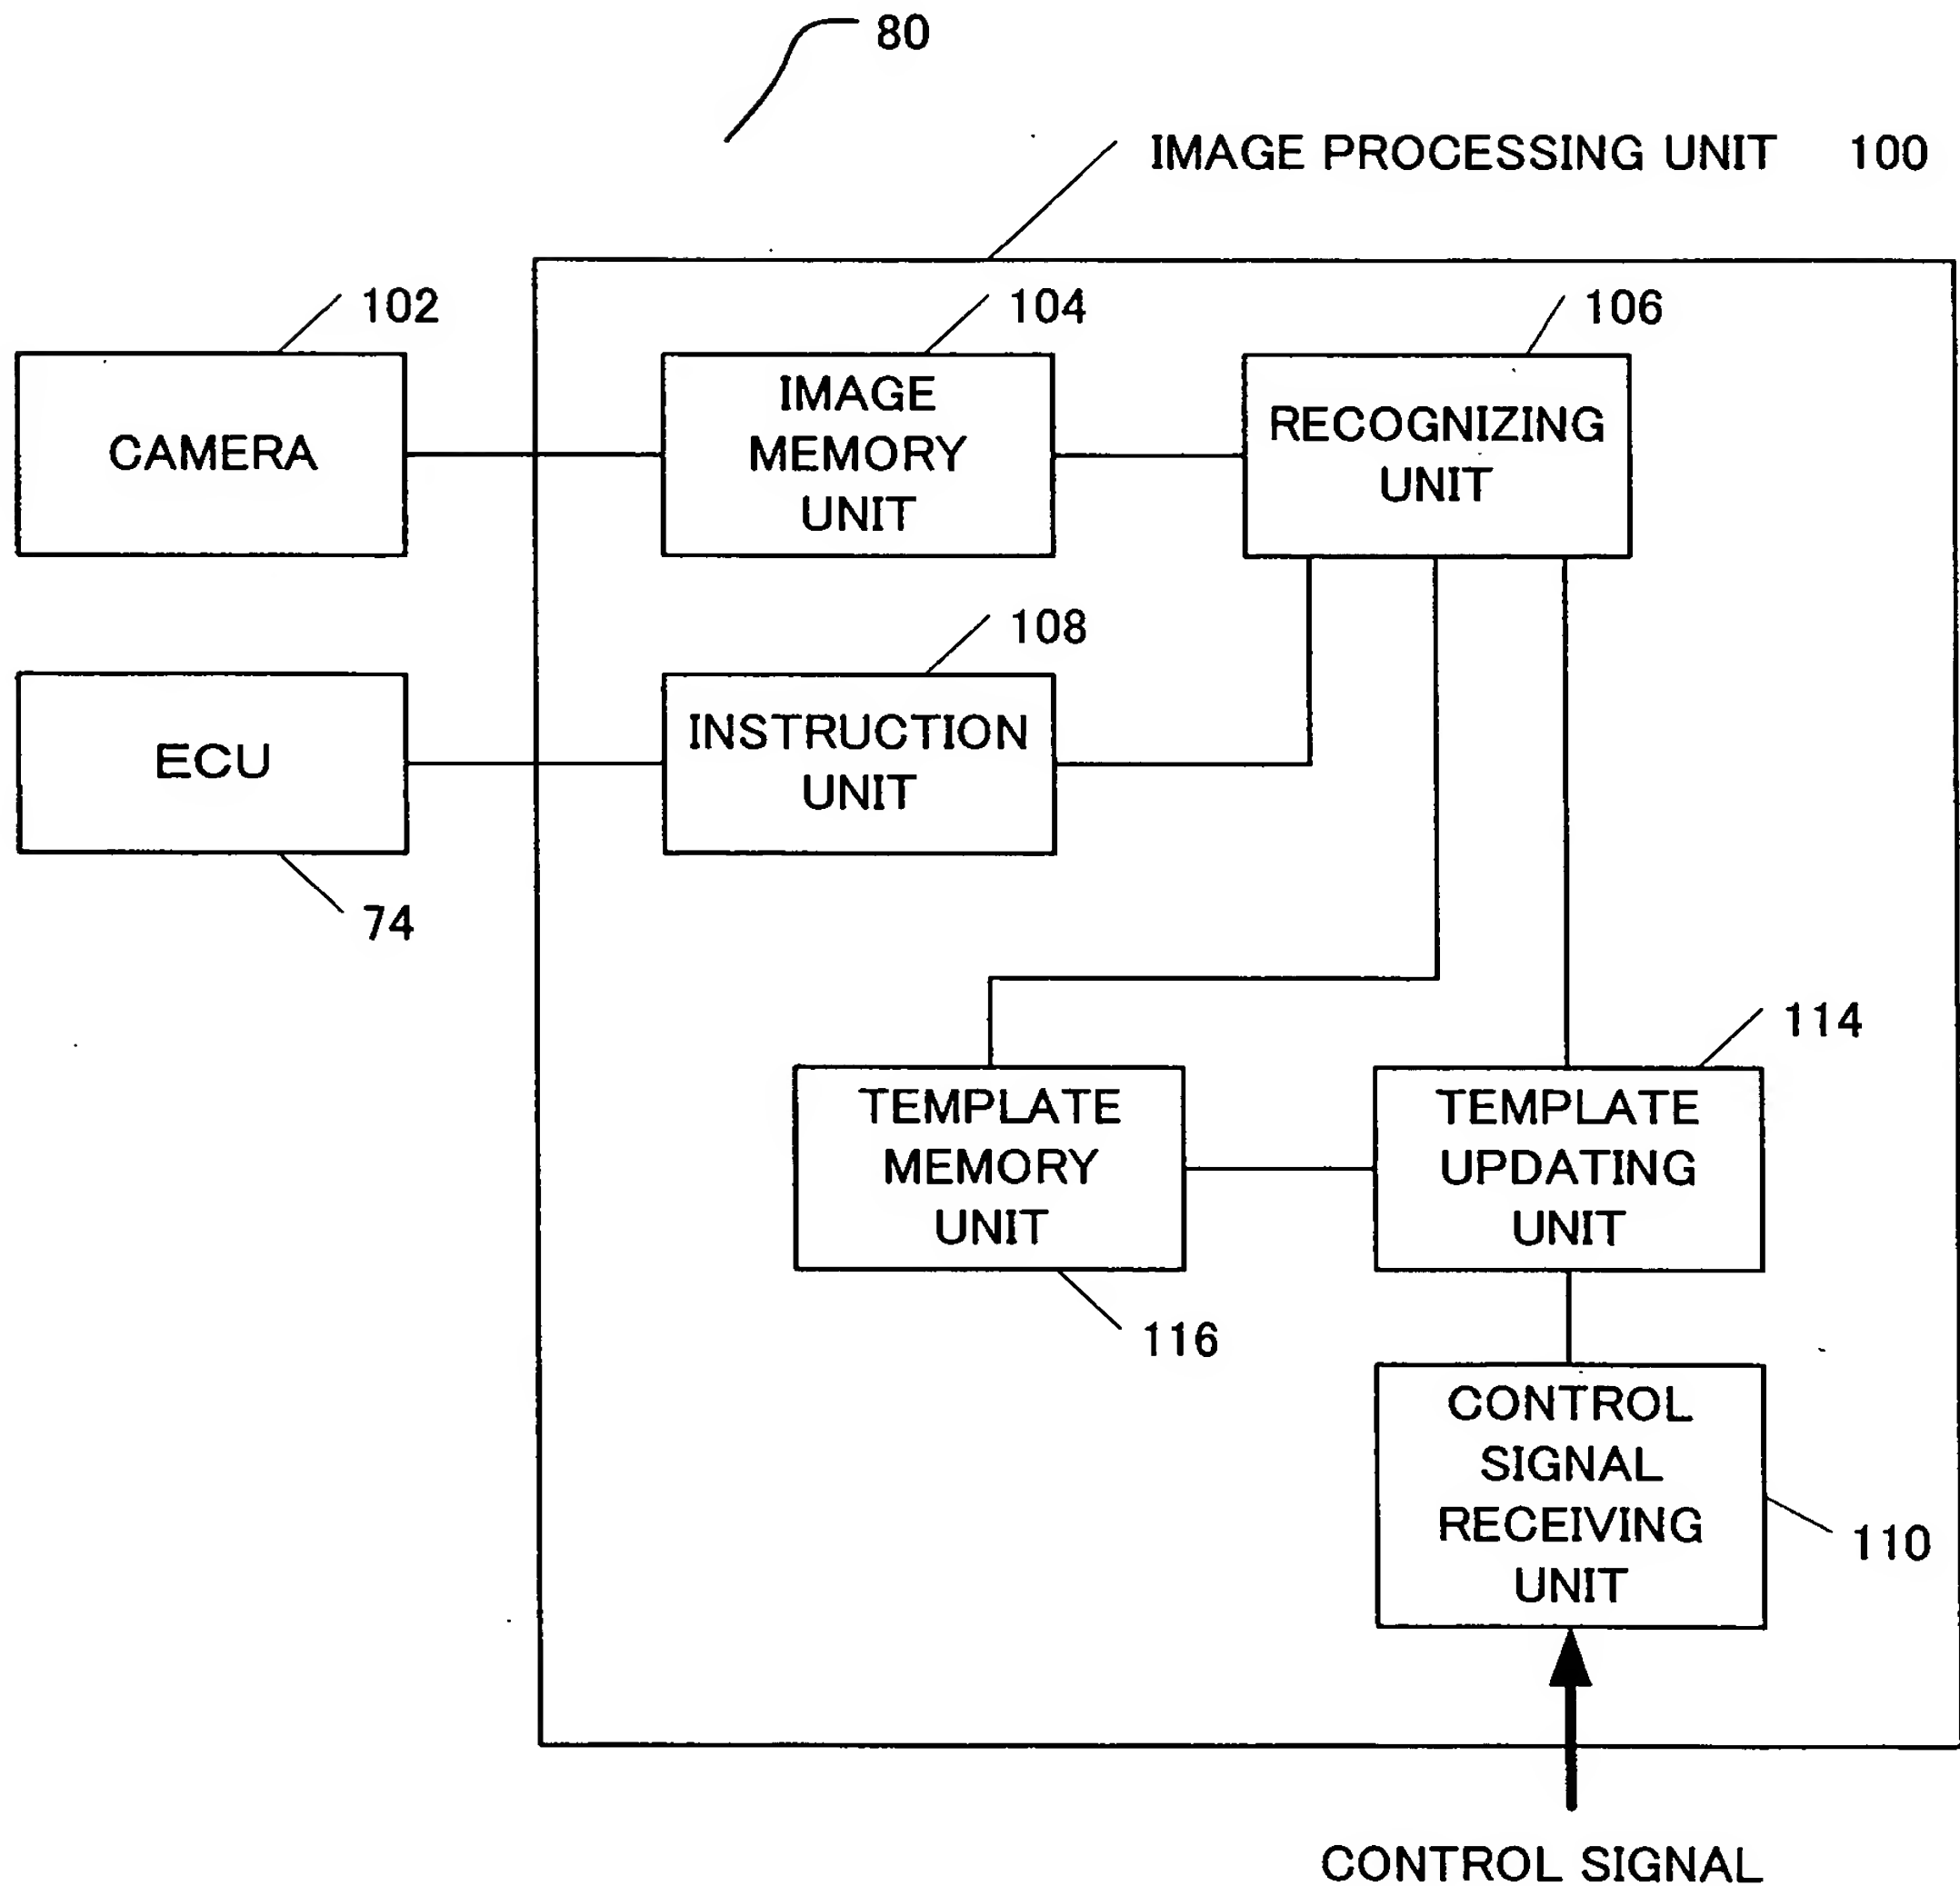 80
IMAGE PROCESSING UNIT 100
102
104
106
CAMERA
IMAGE
MEMORY
UNIT
RECOGNIZING
UNIT
108
ECU
INSTRUCTION
UNIT
74
114
TEMPLATE
MEMORY
UNIT
TEMPLATE
UPDATING
UNIT
116
CONTROL
SIGNAL
RECEIVING
UNIT
110
CONTROL SIGNAL